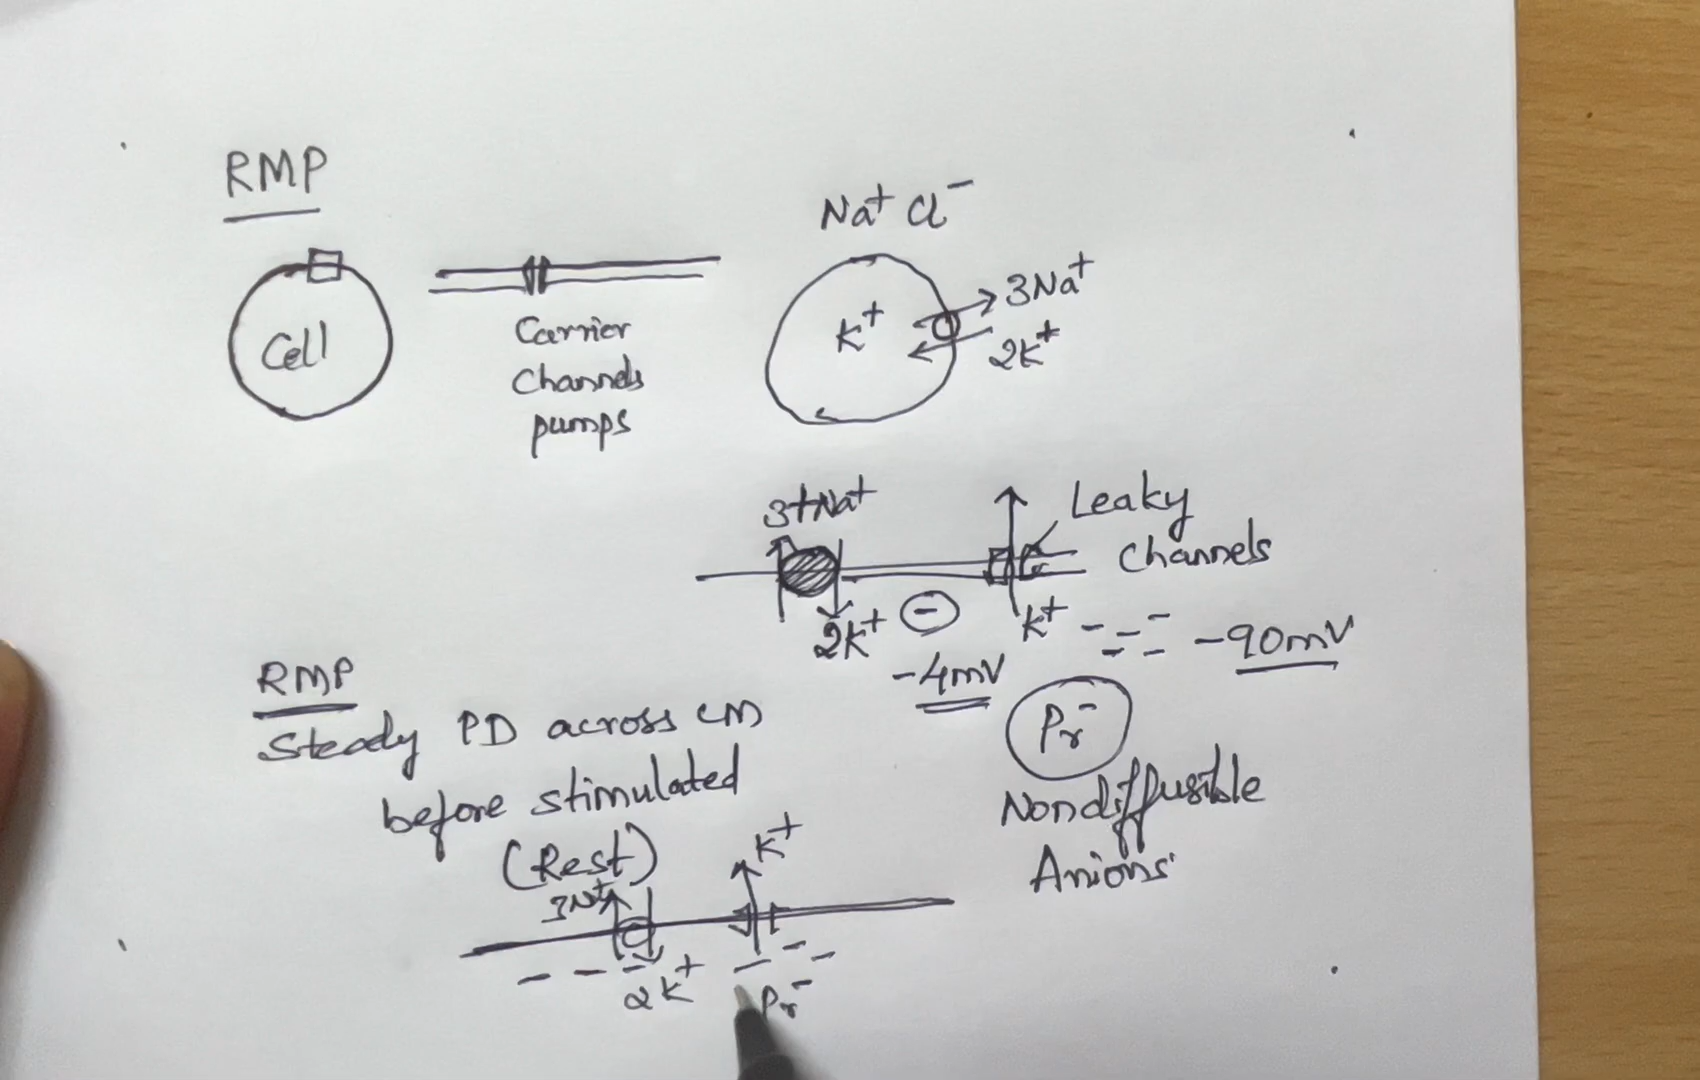 RMP
Na⁺ Cl⁻
Cell
Carrier
Channels
pumps
K⁺
3Na⁺
2K⁺
3Na⁺
Leaky
Channels
2K⁺
-
K⁺
-90mV
-4mV
RMP
Steady PD across CM
before stimulated
(Rest)
Pr⁻
Nondiffusible
Anions
K⁺
3Na⁺
2K⁺
Pr⁻